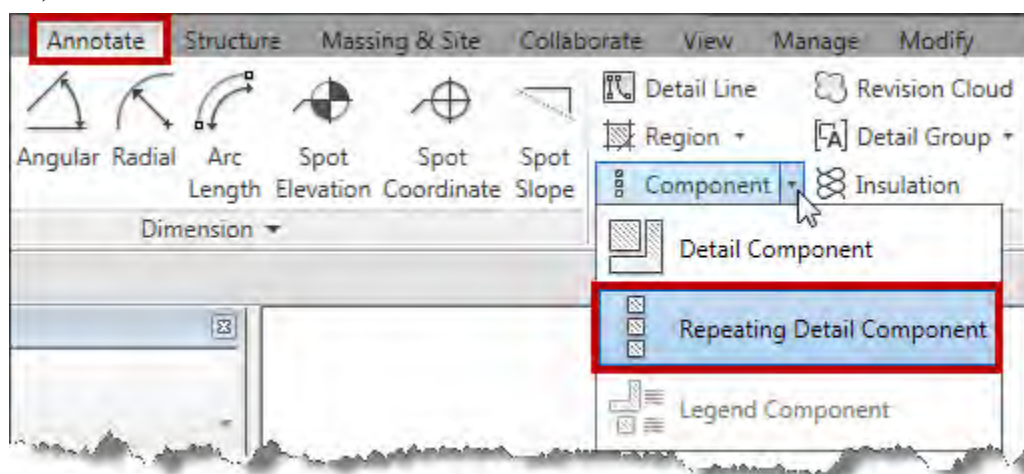 Annotate Structure Massing & Site Collaborate View Manage Modify
Angular Radial Arc Length Spot Elevation Spot Coordinate Spot Slope
Dimension
Detail Line Revision Cloud
Region [A] Detail Group
Component Insulation
Detail Component
Repeating Detail Component
Legend Component